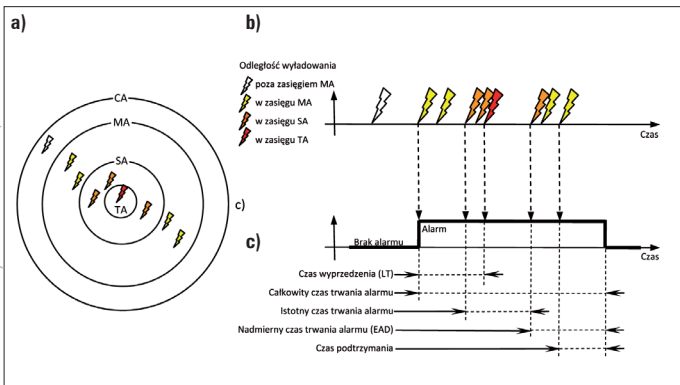 a)
CA
MA
SA
TA
c)
b)
Odległość wyładowania
poza zasięgiem MA
w zasięgu MA
w zasięgu SA
w zasięgu TA
Czas
c)
Alarm
Brak alarmu
Czas
Czas wyprzedzenia (LT)
Całkowity czas trwania alarmu
Istotny czas trwania alarmu
Nadmierny czas trwania alarmu (EAD)
Czas podtrzymania